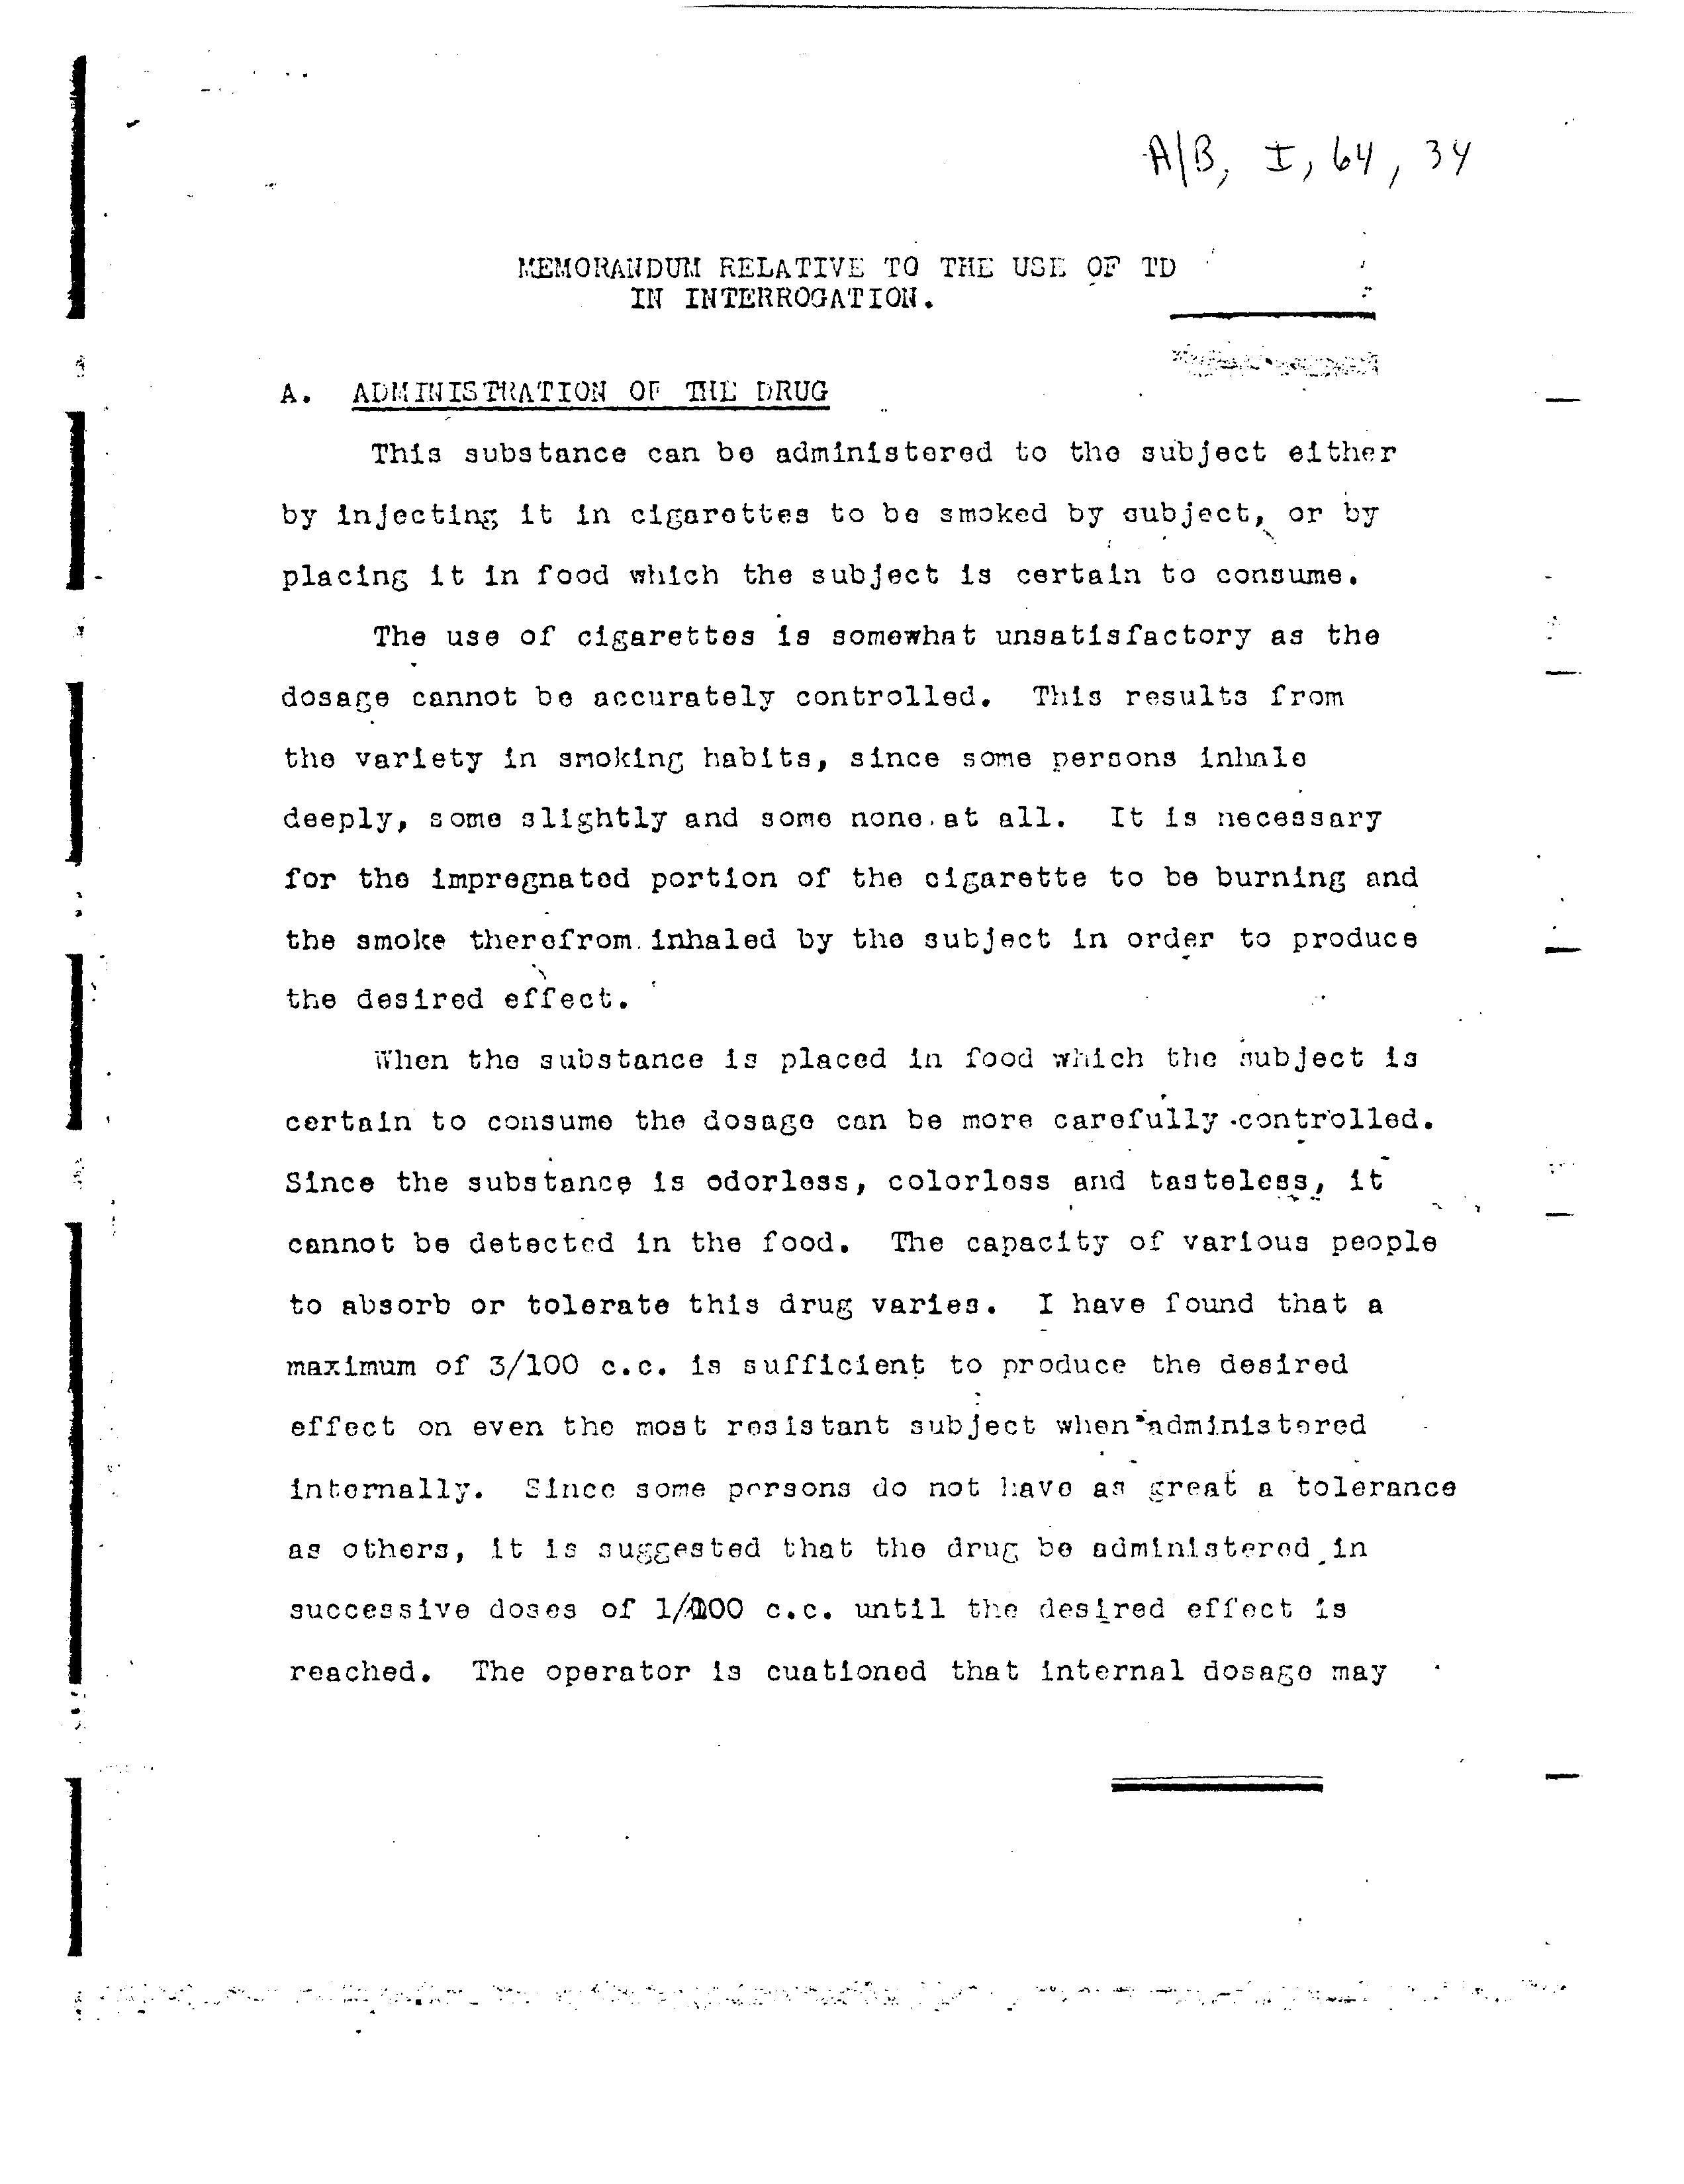 A/B, I, 64, 34
MEMORANDUM RELATIVE TO THE USE OF TD
IN INTERROGATION.
A. ADMINISTRATION OF THE DRUG
This substance can be administered to the subject either
by injecting it in cigarettes to be smoked by subject, or by
placing it in food which the subject is certain to consume.
The use of cigarettes is somewhat unsatisfactory as the
dosage cannot be accurately controlled. This results from
the variety in smoking habits, since some persons inhale
deeply, some slightly and some none at all. It is necessary
for the impregnated portion of the cigarette to be burning and
the smoke therefrom inhaled by the subject in order to produce
the desired effect.
When the substance is placed in food which the subject is
certain to consume the dosage can be more carefully controlled.
Since the substance is odorless, colorless and tasteless, it
cannot be detected in the food. The capacity of various people
to absorb or tolerate this drug varies. I have found that a
maximum of 3/100 c.c. is sufficient to produce the desired
effect on even the most resistant subject when administered
internally. Since some persons do not have as great a tolerance
as others, it is suggested that the drug be administered in
successive doses of 1/100 c.c. until the desired effect is
reached. The operator is cuationed that internal dosage may